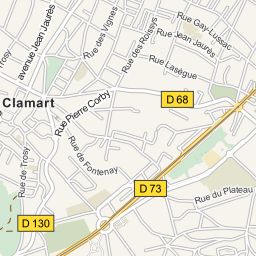 avenue Jean Jaurès
Rue des Vignes
Rue des Roissys
Rue Gay-Lussac
Rue Jean Jaurès
Rue Lasègue
Trosy
Clamart
D 68
Rue Pierre Corby
Rue de Trosy
Rue de Fontenay
D 73
Rue du Plateau
D 130